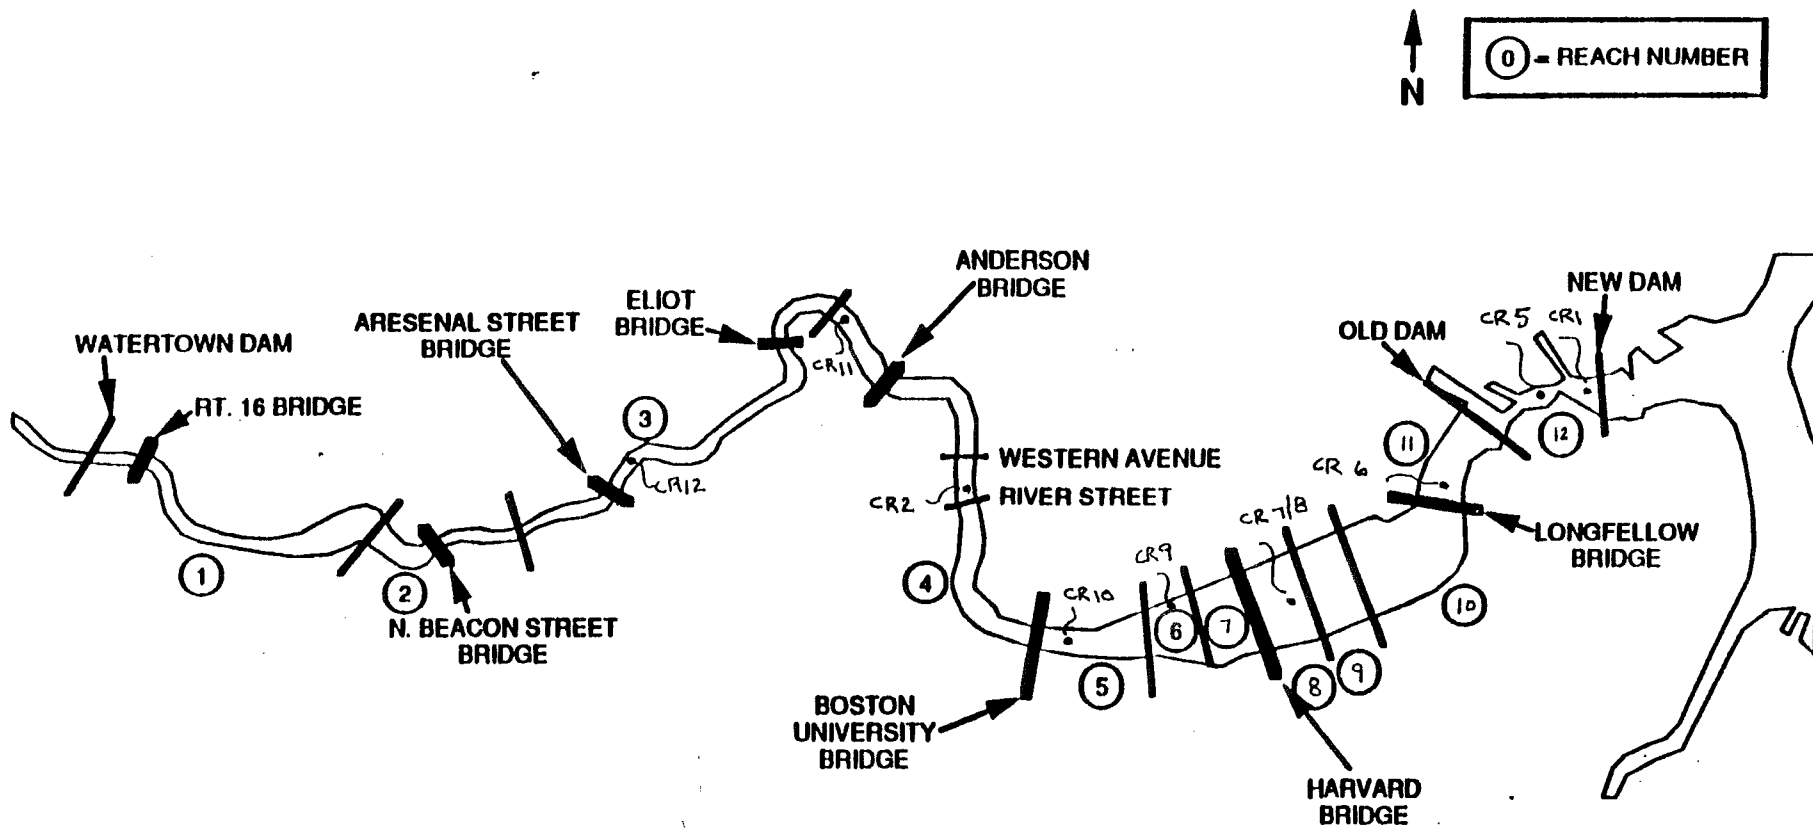 0 = REACH NUMBER
N
ANDERSON
BRIDGE
ELIOT
BRIDGE
NEW DAM
ARESENAL STREET
BRIDGE
WATERTOWN DAM
OLD DAM
CR5
CR1
CR11
RT. 16 BRIDGE
3
11
12
WESTERN AVENUE
CR 6
CR12
CR2
RIVER STREET
CR 7/8
LONGFELLOW
BRIDGE
CR9
1
2
4
CR10
10
N. BEACON STREET
BRIDGE
6
7
5
8
9
BOSTON
UNIVERSITY
BRIDGE
HARVARD
BRIDGE